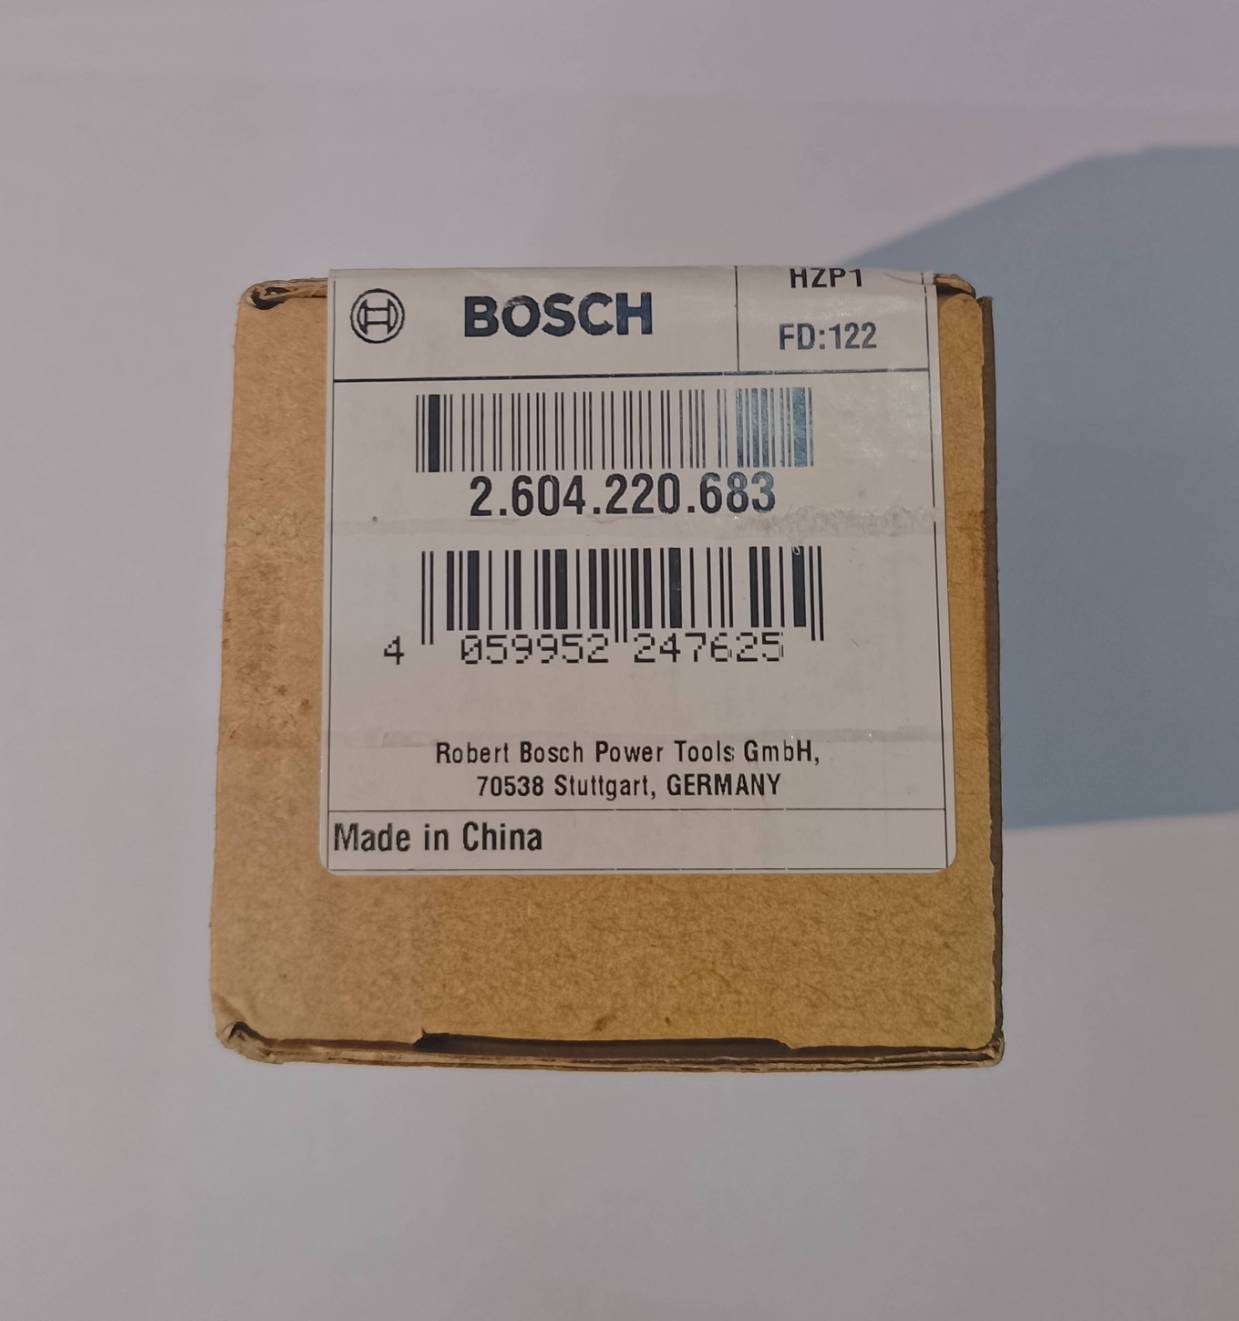 BOSCH
HZP1
FD:122
2.604.220.683
4 059952 247625
Robert Bosch Power Tools GmbH,
70538 Stuttgart, GERMANY
Made in China